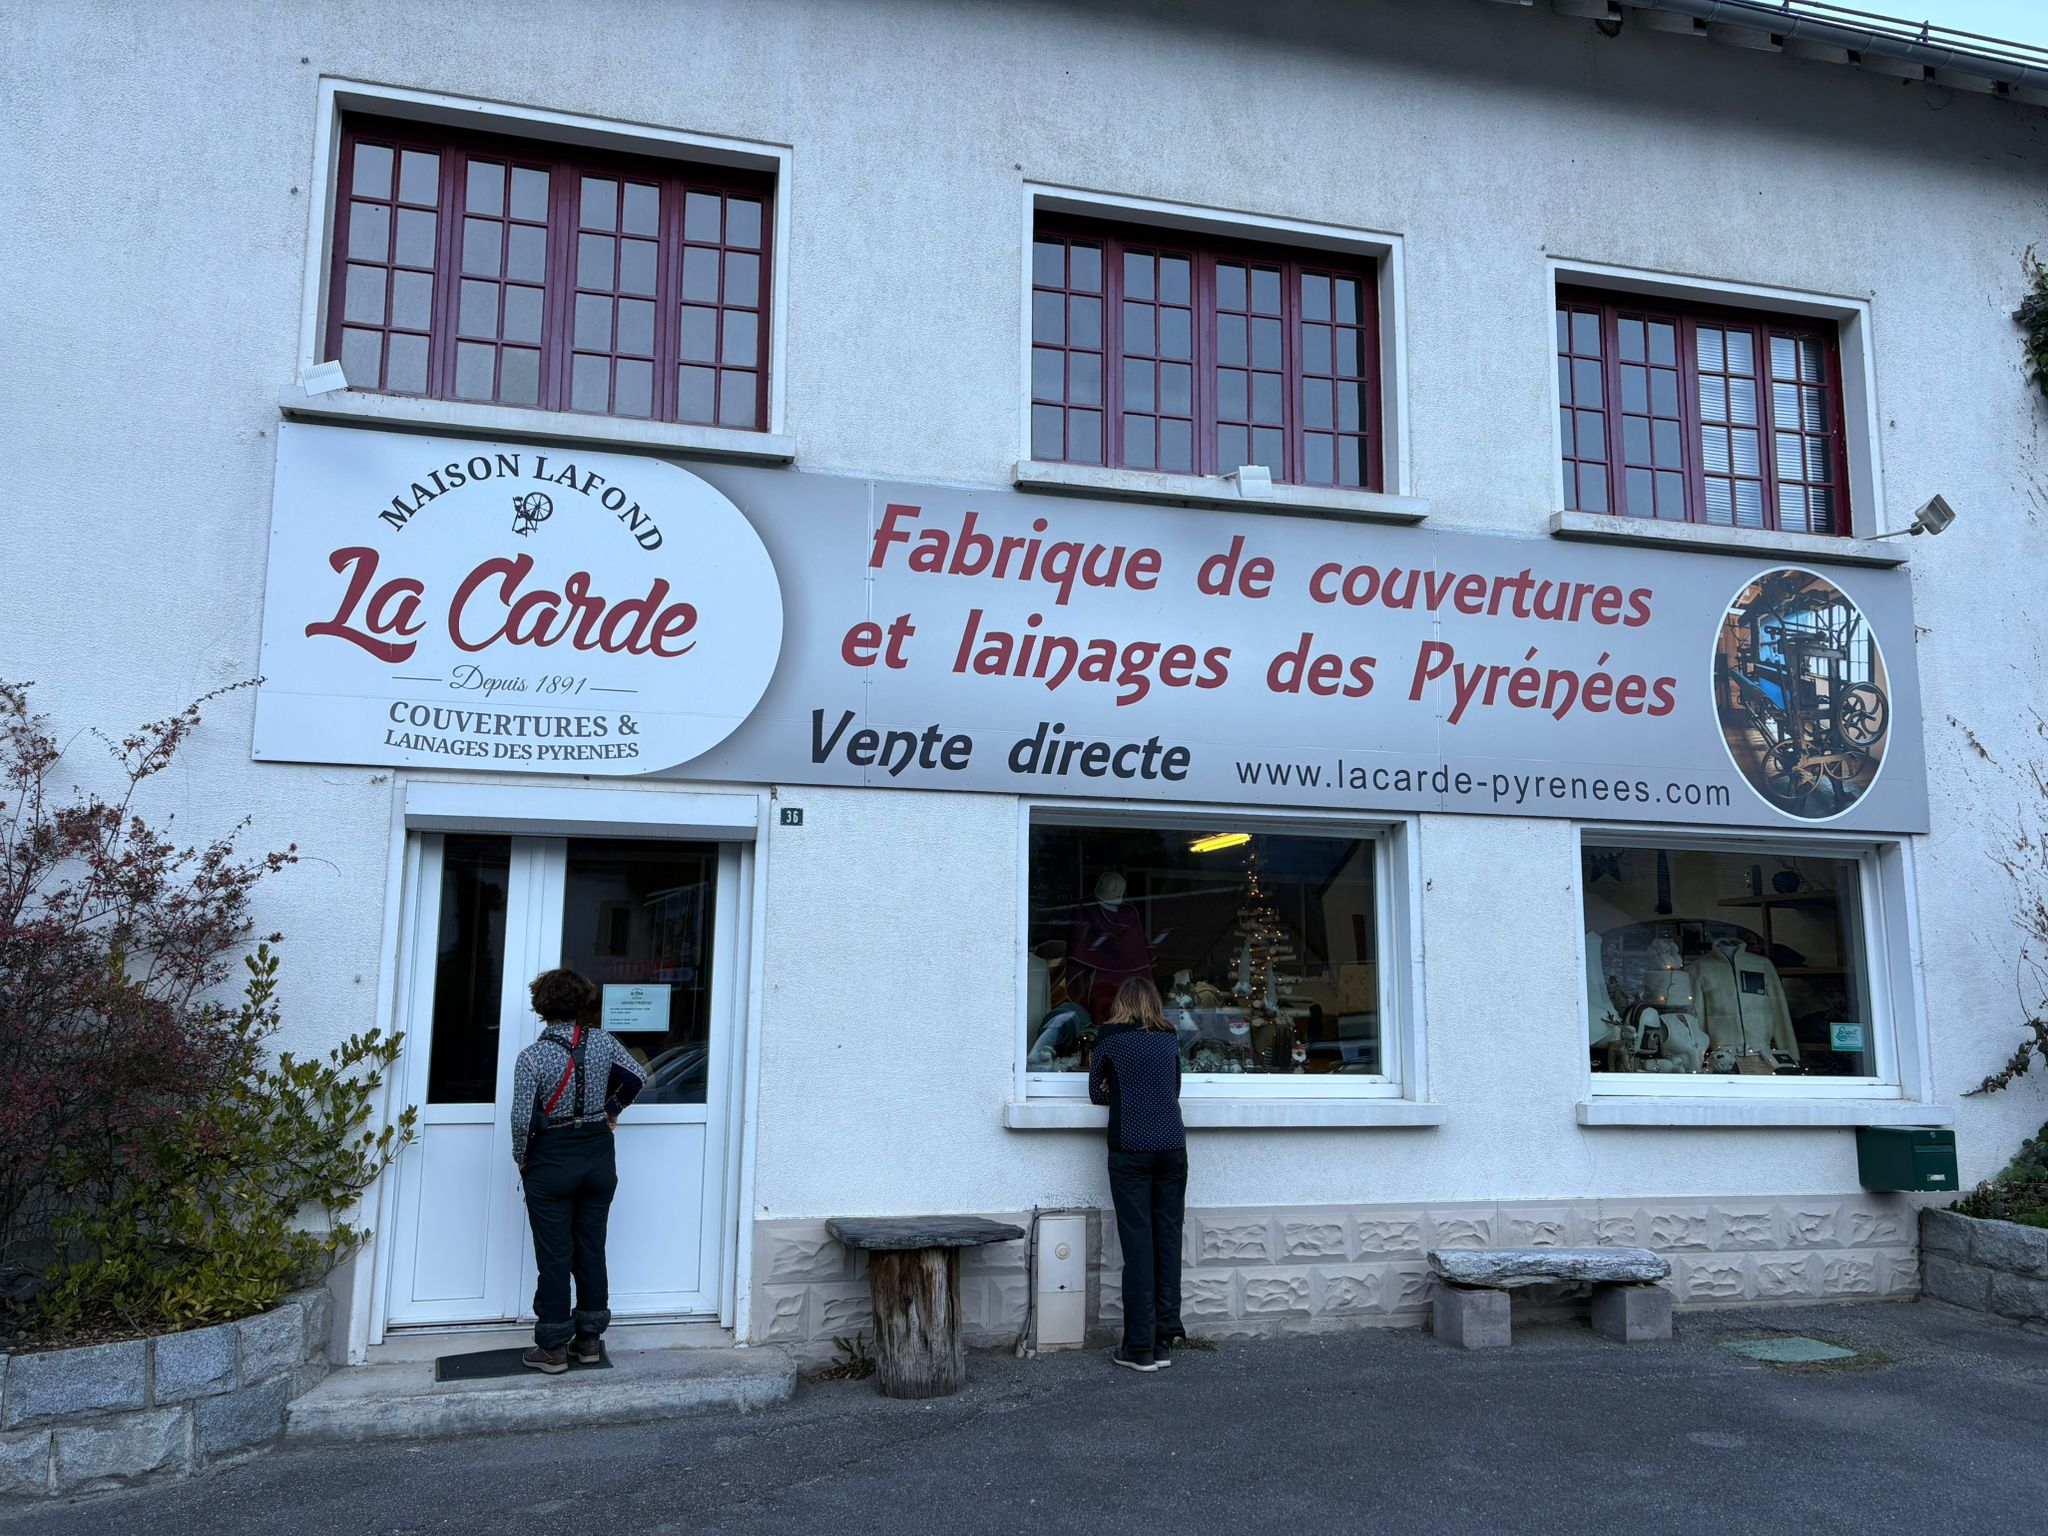 MAISON LAFOND
La Carde
Depuis 1891
COUVERTURES &
LAINAGES DES PYRENEES
Fabrique de couvertures
et lainages des Pyrénées
Vente directe
www.lacarde-pyrenees.com
36